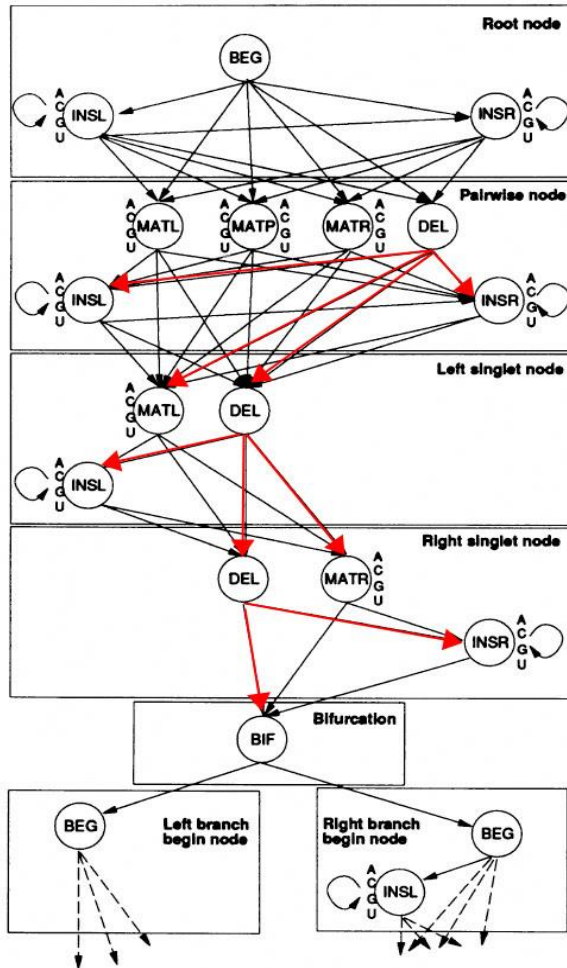 Root node
BEG
A
C
G
U
INSL
INSR
A
C
G
U
Pairwise node
A
C
G
U
MATL
A
C
G
U
MATP
A
C
G
U
MATR
A
C
G
U
DEL
A
C
G
U
INSL
INSR
A
C
G
U
Left singlet node
A
C
G
U
MATL
DEL
A
C
G
U
INSL
Right singlet node
DEL
MATR
A
C
G
U
INSR
A
C
G
U
Bifurcation
BIF
BEG
Left branch
begin node
Right branch
begin node
BEG
A
C
G
U
INSL